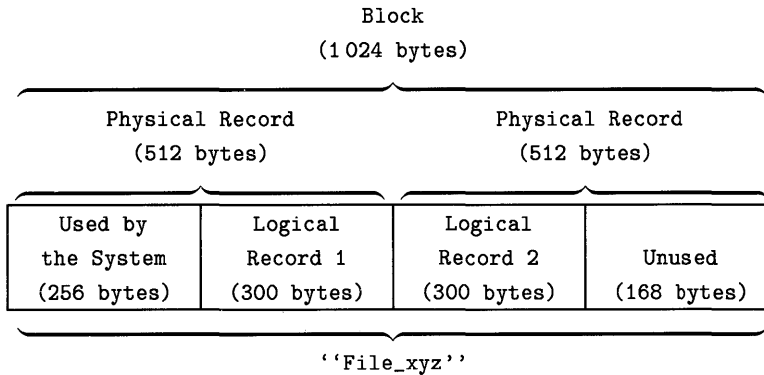 Block
(1 024 bytes)
Physical Record
(512 bytes)
Physical Record
(512 bytes)
Used by
the System
(256 bytes)
Logical
Record 1
(300 bytes)
Logical
Record 2
(300 bytes)
Unused
(168 bytes)
‘‘File_xyz’’